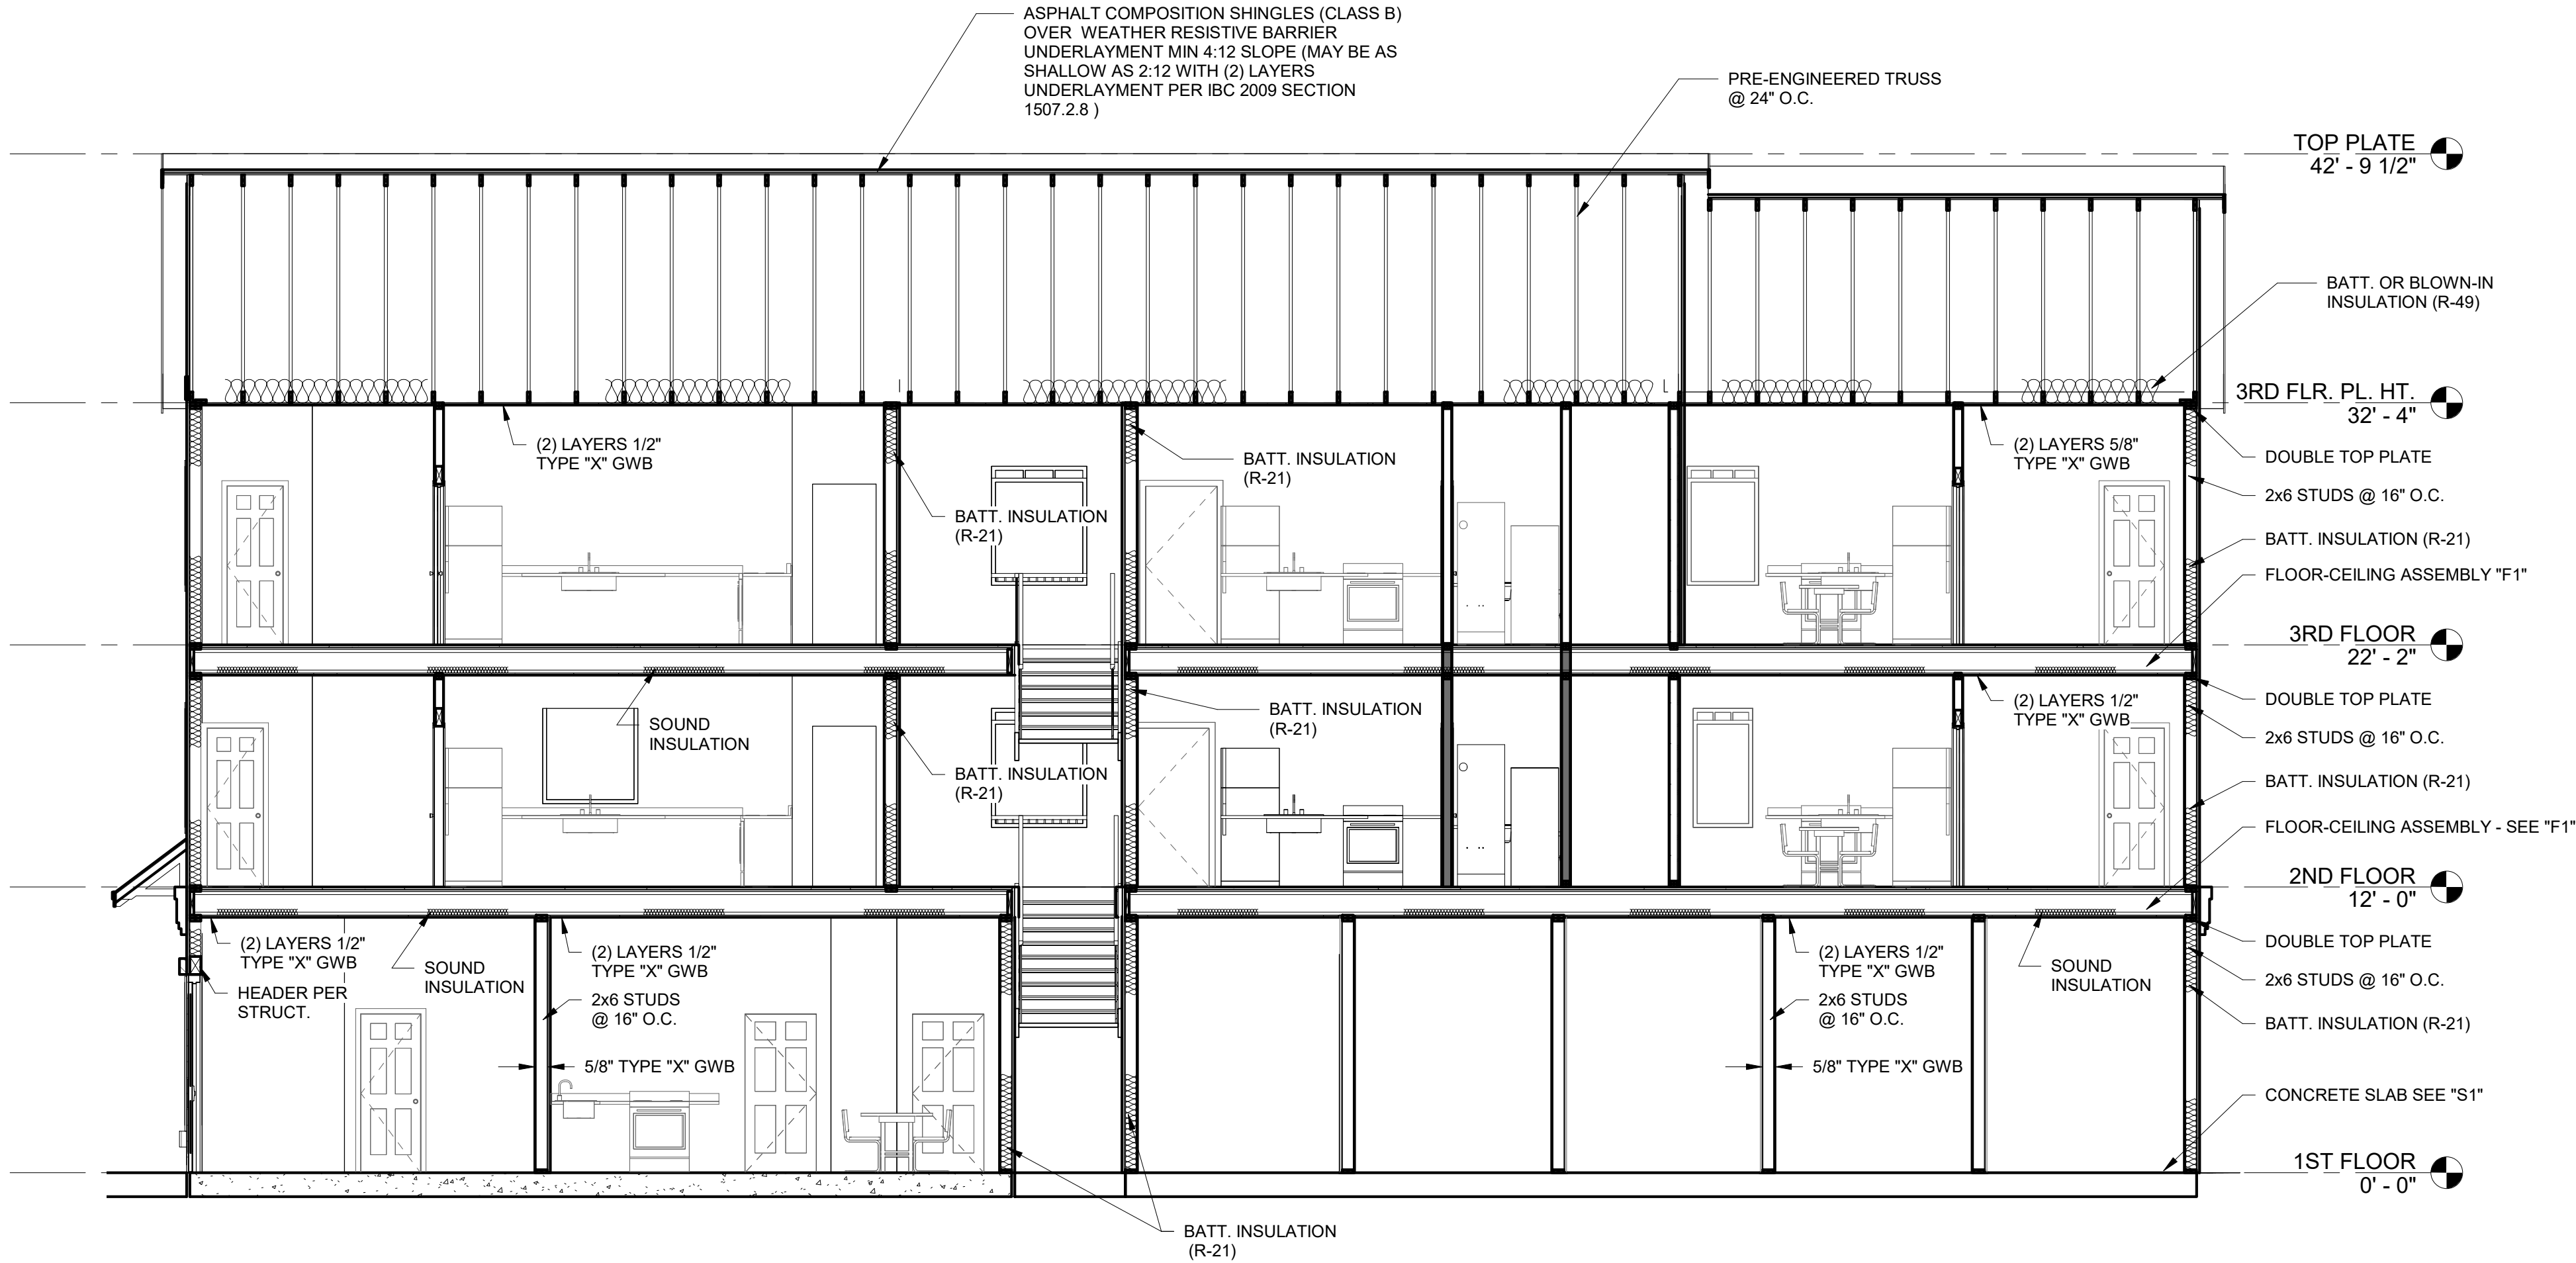 ASPHALT COMPOSITION SHINGLES (CLASS B)
OVER WEATHER RESISTIVE BARRIER
UNDERLAYMENT MIN 4:12 SLOPE (MAY BE AS
SHALLOW AS 2:12 WITH (2) LAYERS
UNDERLAYMENT PER IBC 2009 SECTION
1507.2.8 )
PRE-ENGINEERED TRUSS
@ 24" O.C.
TOP PLATE
42' - 9 1/2"
BATT. OR BLOWN-IN
INSULATION (R-49)
3RD FLR. PL. HT.
32' - 4"
(2) LAYERS 1/2"
TYPE "X" GWB
BATT. INSULATION
(R-21)
BATT. INSULATION
(R-21)
(2) LAYERS 5/8"
TYPE "X" GWB
DOUBLE TOP PLATE
2x6 STUDS @ 16" O.C.
BATT. INSULATION (R-21)
FLOOR-CEILING ASSEMBLY "F1"
3RD FLOOR
22' - 2"
SOUND
INSULATION
BATT. INSULATION
(R-21)
BATT. INSULATION
(R-21)
(2) LAYERS 1/2"
TYPE "X" GWB
DOUBLE TOP PLATE
2x6 STUDS @ 16" O.C.
BATT. INSULATION (R-21)
FLOOR-CEILING ASSEMBLY - SEE "F1"
2ND FLOOR
12' - 0"
(2) LAYERS 1/2"
TYPE "X" GWB
HEADER PER
STRUCT.
SOUND
INSULATION
(2) LAYERS 1/2"
TYPE "X" GWB
2x6 STUDS
@ 16" O.C.
5/8" TYPE "X" GWB
(2) LAYERS 1/2"
TYPE "X" GWB
2x6 STUDS
@ 16" O.C.
5/8" TYPE "X" GWB
SOUND
INSULATION
DOUBLE TOP PLATE
2x6 STUDS @ 16" O.C.
BATT. INSULATION (R-21)
CONCRETE SLAB SEE "S1"
1ST FLOOR
0' - 0"
BATT. INSULATION
(R-21)